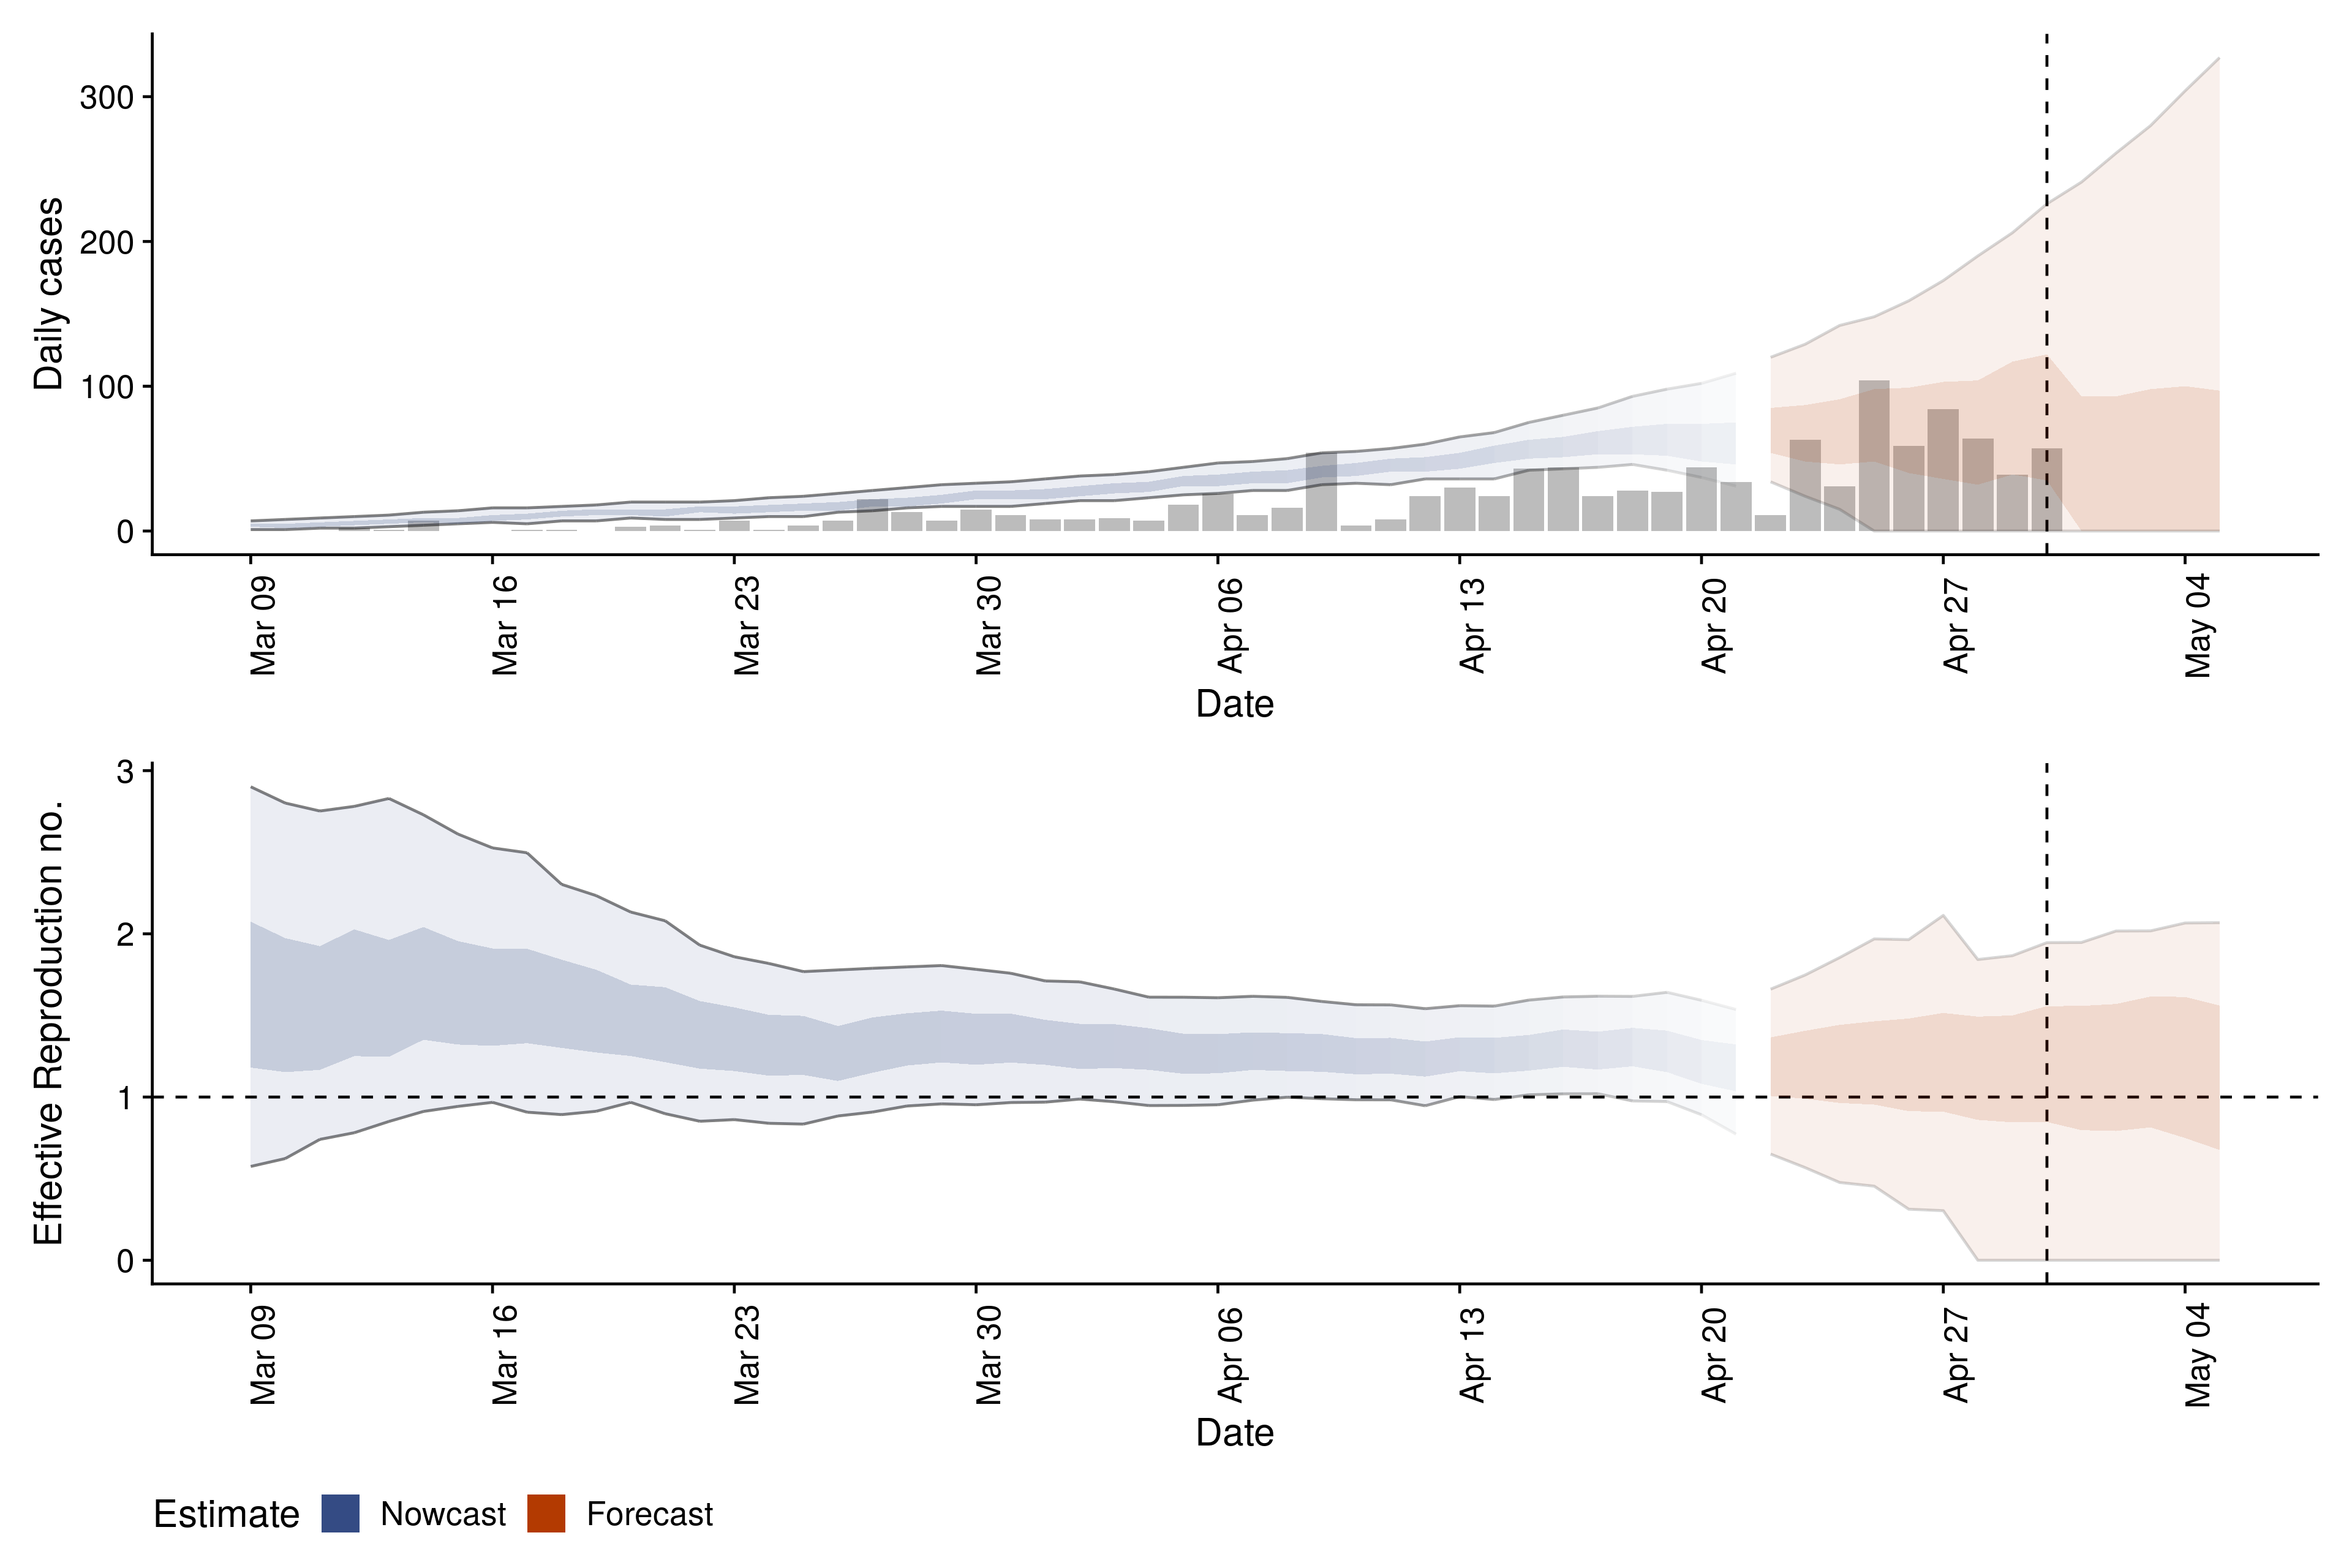 Daily cases
300
200
100
0
Mar 09
Mar 16
Mar 23
Mar 30
Apr 06
Apr 13
Apr 20
Apr 27
May 04
Date
Effective Reproduction no.
3
2
1
0
Mar 09
Mar 16
Mar 23
Mar 30
Apr 06
Apr 13
Apr 20
Apr 27
May 04
Date
Estimate Nowcast Forecast